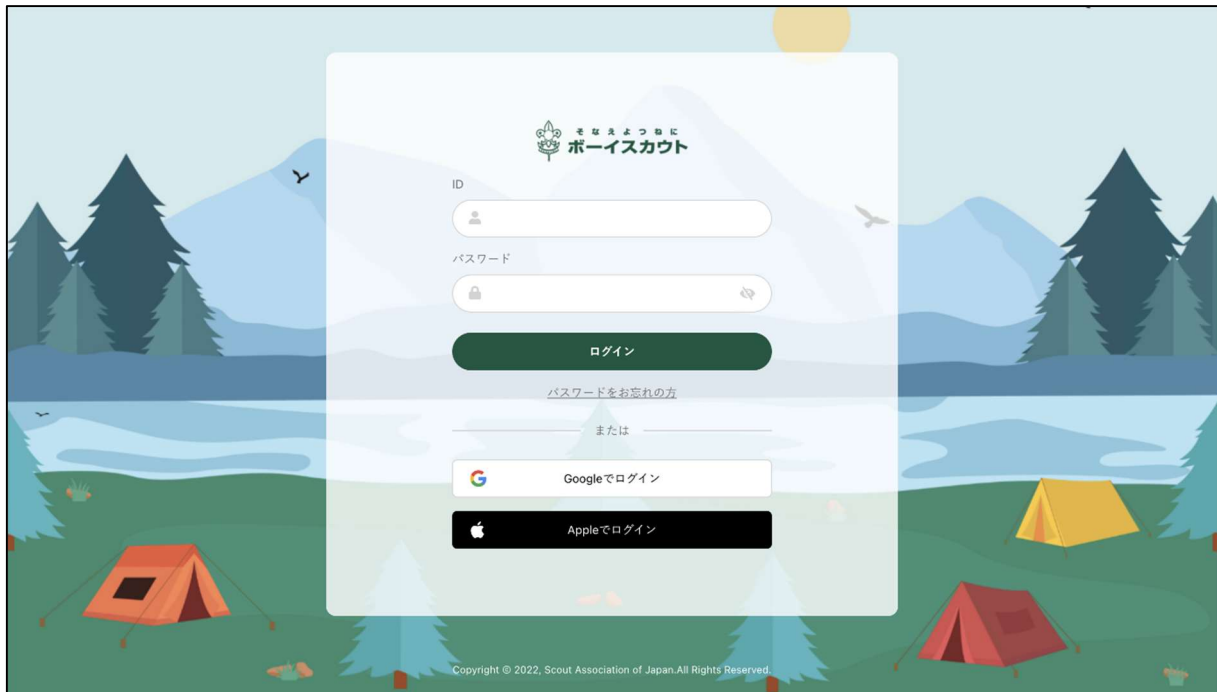 そなえよつねに
ボーイスカウト
ID
パスワード
ログイン
パスワードをお忘れの方
または
Googleでログイン
Appleでログイン
Copyright © 2022, Scout Association of Japan.All Rights Reserved.